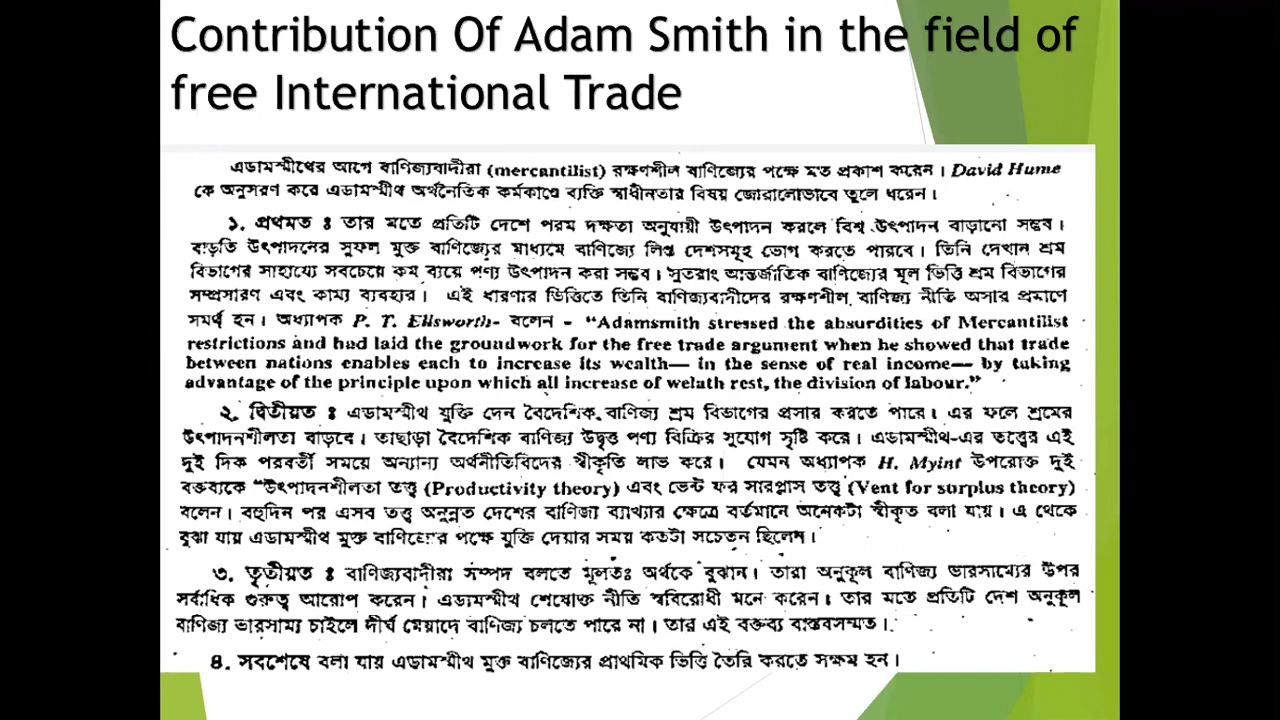 Contribution Of Adam Smith in the field of
free International Trade
এডামস্মীথের আগে বাণিজ্যবাদীরা (mercantilist) রক্ষণশীল বাণিজ্যের পক্ষে মত প্রকাশ করেন। David Hume
কে অনুসরণ করে এডামস্মীথ অর্থনৈতিক কর্মকাণ্ডে ব্যক্তি স্বাধীনতার বিষয় জোরালোভাবে তুলে ধরেন।
১. প্রথমত ঃ তার মতে প্রতিটি দেশে পরম দক্ষতা অনুযায়ী উৎপাদন করলে বিশ্ব উৎপাদন বাড়ানো সম্ভব।
বাড়তি উৎপাদনের সুফল মুক্ত বাণিজ্যের মাধ্যমে বাণিজ্যে লিপ্ত দেশসমূহ ভোগ করতে পারবে। তিনি দেখান শ্রম
বিভাগের সাহায্যে সবচেয়ে কম ব্যয়ে পণ্য উৎপাদন করা সম্ভব। সুতরাং আন্তর্জাতিক বাণিজ্যের মূল ভিত্তি শ্রম বিভাগের
সম্প্রসারণ এবং কাম্য ব্যবহার। এই ধারণার ভিত্তিতে তিনি বাণিজ্যবাদীদের রক্ষণশীল বাণিজ্য নীতি অসার প্রমাণে
সমর্থ হন। অধ্যাপক P. T. Ellsworth- বলেন - “Adamsmith stressed the absurdities of Mercantilist
restrictions and had laid the groundwork for the free trade argument when he showed that trade
between nations enables each to increase its wealth— in the sense of real income— by taking
advantage of the principle upon which all increase of welath rest, the division of labour.”
২. দ্বিতীয়ত ঃ এডামস্মীথ যুক্তি দেন বৈদেশিক বাণিজ্য শ্রম বিভাগের প্রসার করতে পারে। এর ফলে শ্রমের
উৎপাদনশীলতা বাড়বে। তাছাড়া বৈদেশিক বাণিজ্য উদ্বৃত্ত পণ্য বিক্রির সুযোগ সৃষ্টি করে। এডামস্মীথ-এর তত্ত্বের এই
দুই দিক পরবর্তী সময়ে অন্যান্য অর্থনীতিবিদের স্বীকৃতি লাভ করে। যেমন অধ্যাপক H. Myint উপরোক্ত দুই
বক্তব্যকে “উৎপাদনশীলতা তত্ত্ব (Productivity theory) এবং ভেন্ট ফর সারপ্লাস তত্ত্ব (Vent for surplus theory)
বলেন। বহুদিন পর এসব তত্ত্ব অনুন্নত দেশের বাণিজ্য ব্যাখ্যার ক্ষেত্রে বর্তমানে অনেকটা স্বীকৃত বলা যায়। এ থেকে
বুঝা যায় এডামস্মীথ মুক্ত বাণিজ্যের পক্ষে যুক্তি দেয়ার সময় কতটা সচেতন ছিলেন।
৩. তৃতীয়ত ঃ বাণিজ্যবাদীরা সম্পদ বলতে মূলতঃ অর্থকে বুঝান। তারা অনুকূল বাণিজ্য ভারসাম্যের উপর
সর্বাধিক গুরুত্ব আরোপ করেন। এডামস্মীথ শেষোক্ত নীতি স্ববিরোধী মনে করেন। তার মতে প্রতিটি দেশ অনুকূল
বাণিজ্য ভারসাম্য চাইলে দীর্ঘ মেয়াদে বাণিজ্য চলতে পারে না। তার এই বক্তব্য বাস্তবসম্মত।
৪. সবশেষে বলা যায় এডামস্মীথ মুক্ত বাণিজ্যের প্রাথমিক ভিত্তি তৈরি করতে সক্ষম হন।